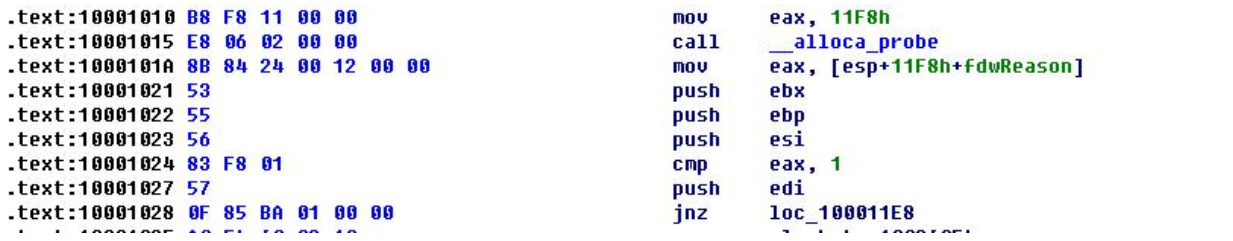 .text:10001010 B8 F8 11 00 00 mov eax, 11F8h
.text:10001015 E8 06 02 00 00 call __alloca_probe
.text:1000101A 8B 84 24 00 12 00 00 mov eax, [esp+11F8h+fdwReason]
.text:10001021 53 push ebx
.text:10001022 55 push ebp
.text:10001023 56 push esi
.text:10001024 83 F8 01 cmp eax, 1
.text:10001027 57 push edi
.text:10001028 0F 85 BA 01 00 00 jnz loc_100011E8